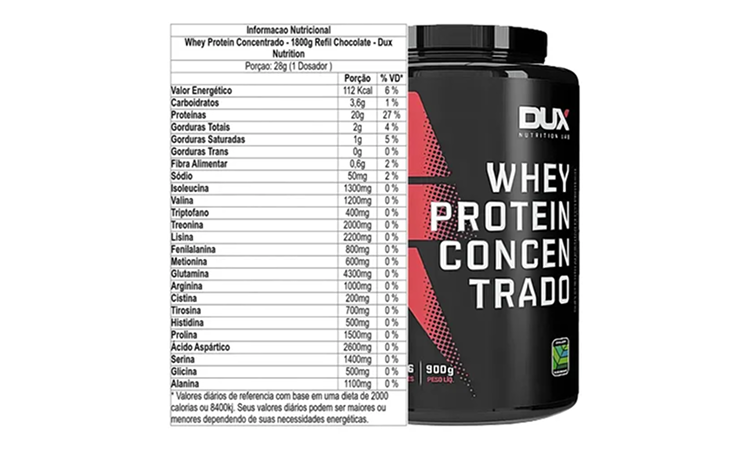 Informacao Nutricional
Whey Protein Concentrado - 1800g Refil Chocolate - Dux
Nutrition
Porçao: 28g (1 Dosador )
Porção % VD*
Valor Energético 112 Kcal 6 %
Carboidratos 3,6g 1 %
Proteinas 20g 27 %
Gorduras Totais 2g 4 %
Gorduras Saturadas 1g 5 %
Gorduras Trans 0g 0 %
Fibra Alimentar 0,6g 2 %
Sódio 50mg 2 %
Isoleucina 1300mg 0 %
Valina 1200mg 0 %
Triptofano 400mg 0 %
Treonina 2000mg 0 %
Lisina 2200mg 0 %
Fenilalanina 800mg 0 %
Metionina 600mg 0 %
Glutamina 4300mg 0 %
Arginina 1000mg 0 %
Cistina 200mg 0 %
Tirosina 700mg 0 %
Histidina 500mg 0 %
Prolina 1500mg 0 %
Ácido Aspártico 2600mg 0 %
Serina 1400mg 0 %
Glicina 500mg 0 %
Alanina 1100mg 0 %
* Valores diários de referencia com base em uma dieta de 2000
calorias ou 8400kj. Seus valores diários podem ser maiores ou
menores dependendo de suas necessidades energéticas.
DUX
NUTRITION LAB
WHEY
PROTEIN
CONCEN
TRADO
900g
PESO LÍQ.